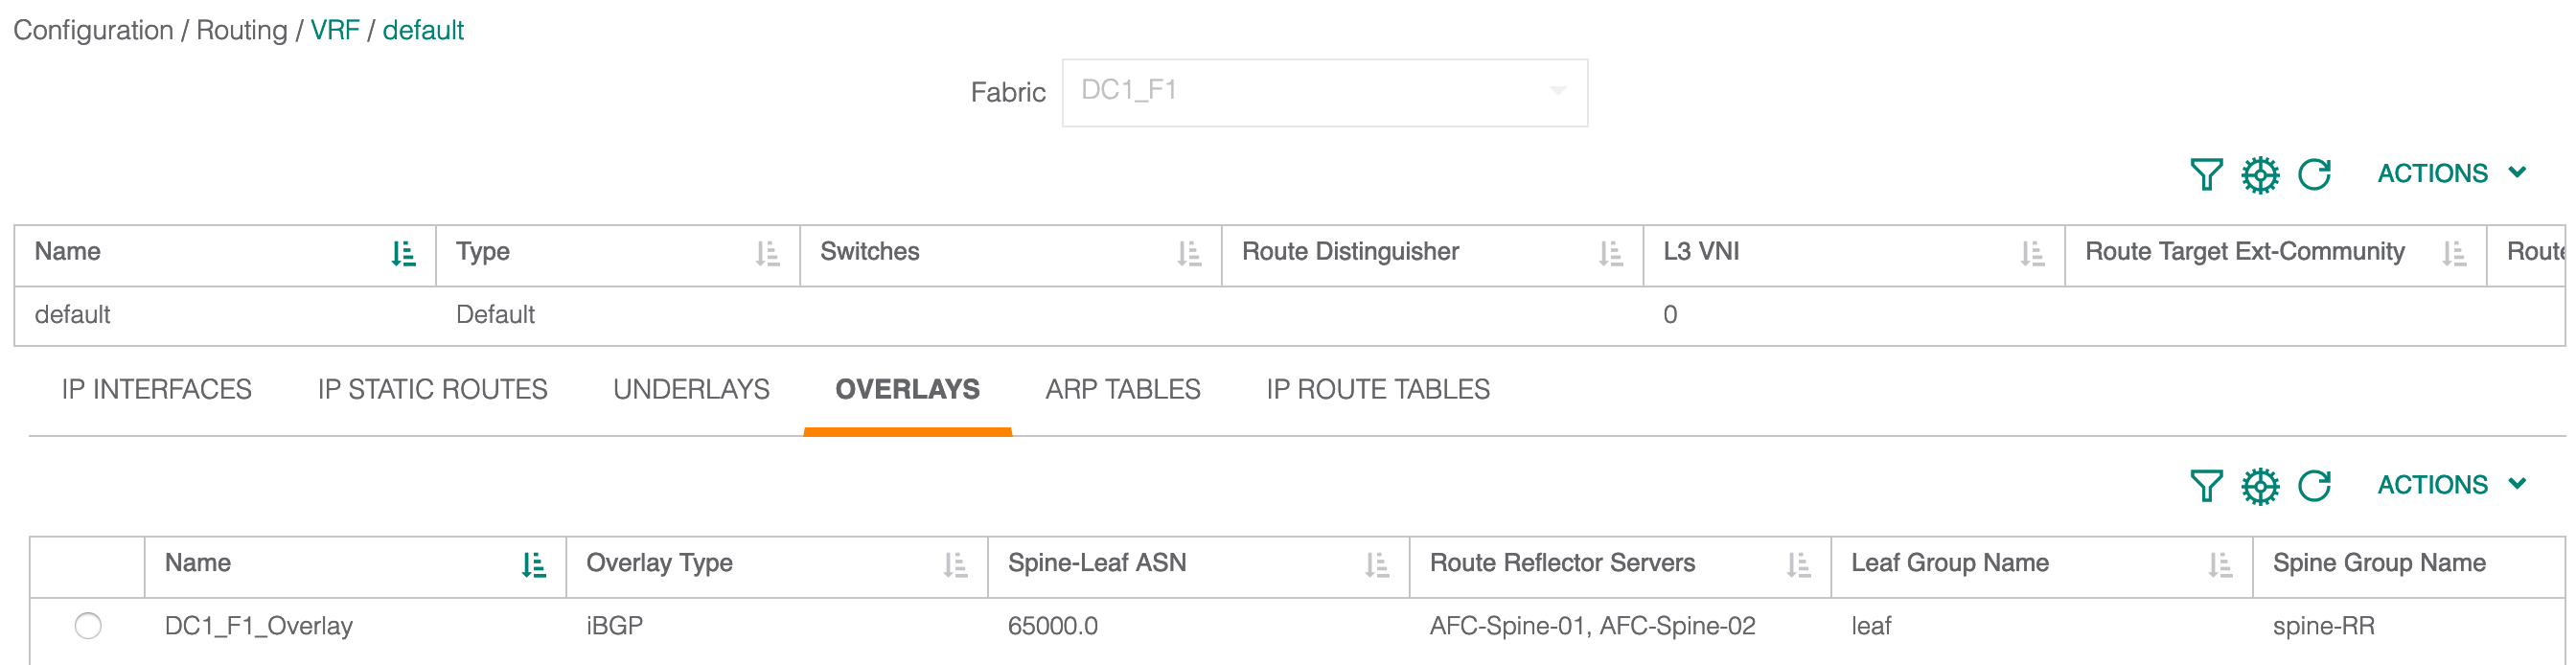 Configuration / Routing / VRF / default
Fabric DC1_F1
ACTIONS
Name Type Switches Route Distinguisher L3 VNI Route Target Ext-Community Route
default Default 0
IP INTERFACES IP STATIC ROUTES UNDERLAYS OVERLAYS ARP TABLES IP ROUTE TABLES
ACTIONS
Name Overlay Type Spine-Leaf ASN Route Reflector Servers Leaf Group Name Spine Group Name
DC1_F1_Overlay iBGP 65000.0 AFC-Spine-01, AFC-Spine-02 leaf spine-RR